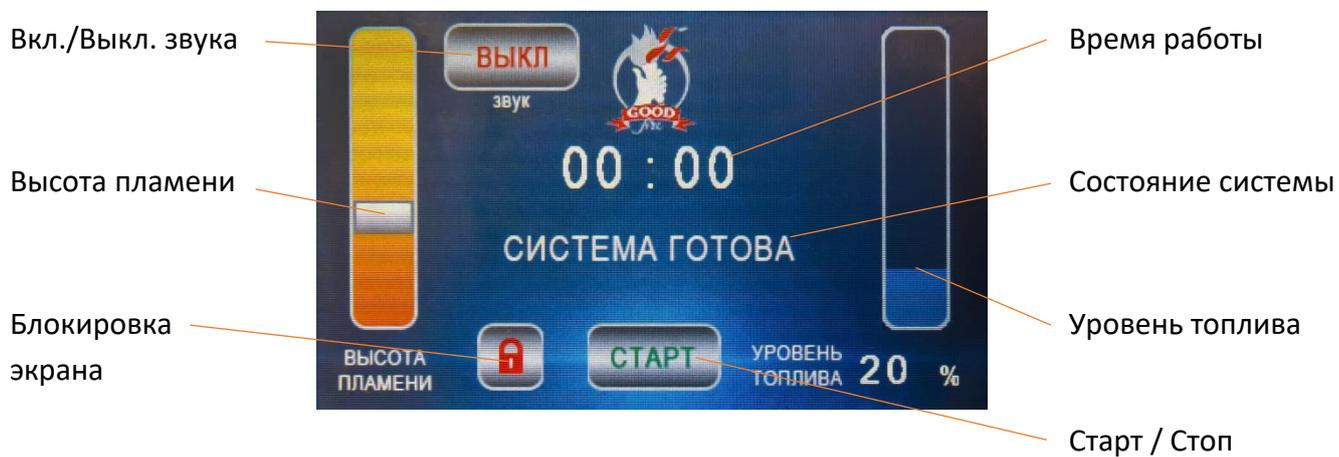 Вкл./Выкл. звука
Высота пламени
Блокировка
экрана
ВЫКЛ
звук
GOOD
fire
00 : 00
СИСТЕМА ГОТОВА
ВЫСОТА
ПЛАМЕНИ
СТАРТ
УРОВЕНЬ
ТОПЛИВА
20 %
Время работы
Состояние системы
Уровень топлива
Старт / Стоп